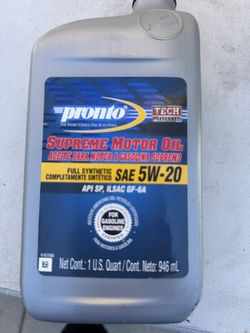 pronto
TECH
PREFERRED
SUPREME MOTOR OIL
ACEITE PARA MOTOR A GASOLINA SUPREMO
FULL SYNTHETIC
COMPLETAMENTE SINTÉTICO
SAE 5W-20
API SP, ILSAC GF-6A
FOR
GASOLINE
ENGINES
Net Cont.: 1 U.S. Quart / Cont. Neto: 946 mL